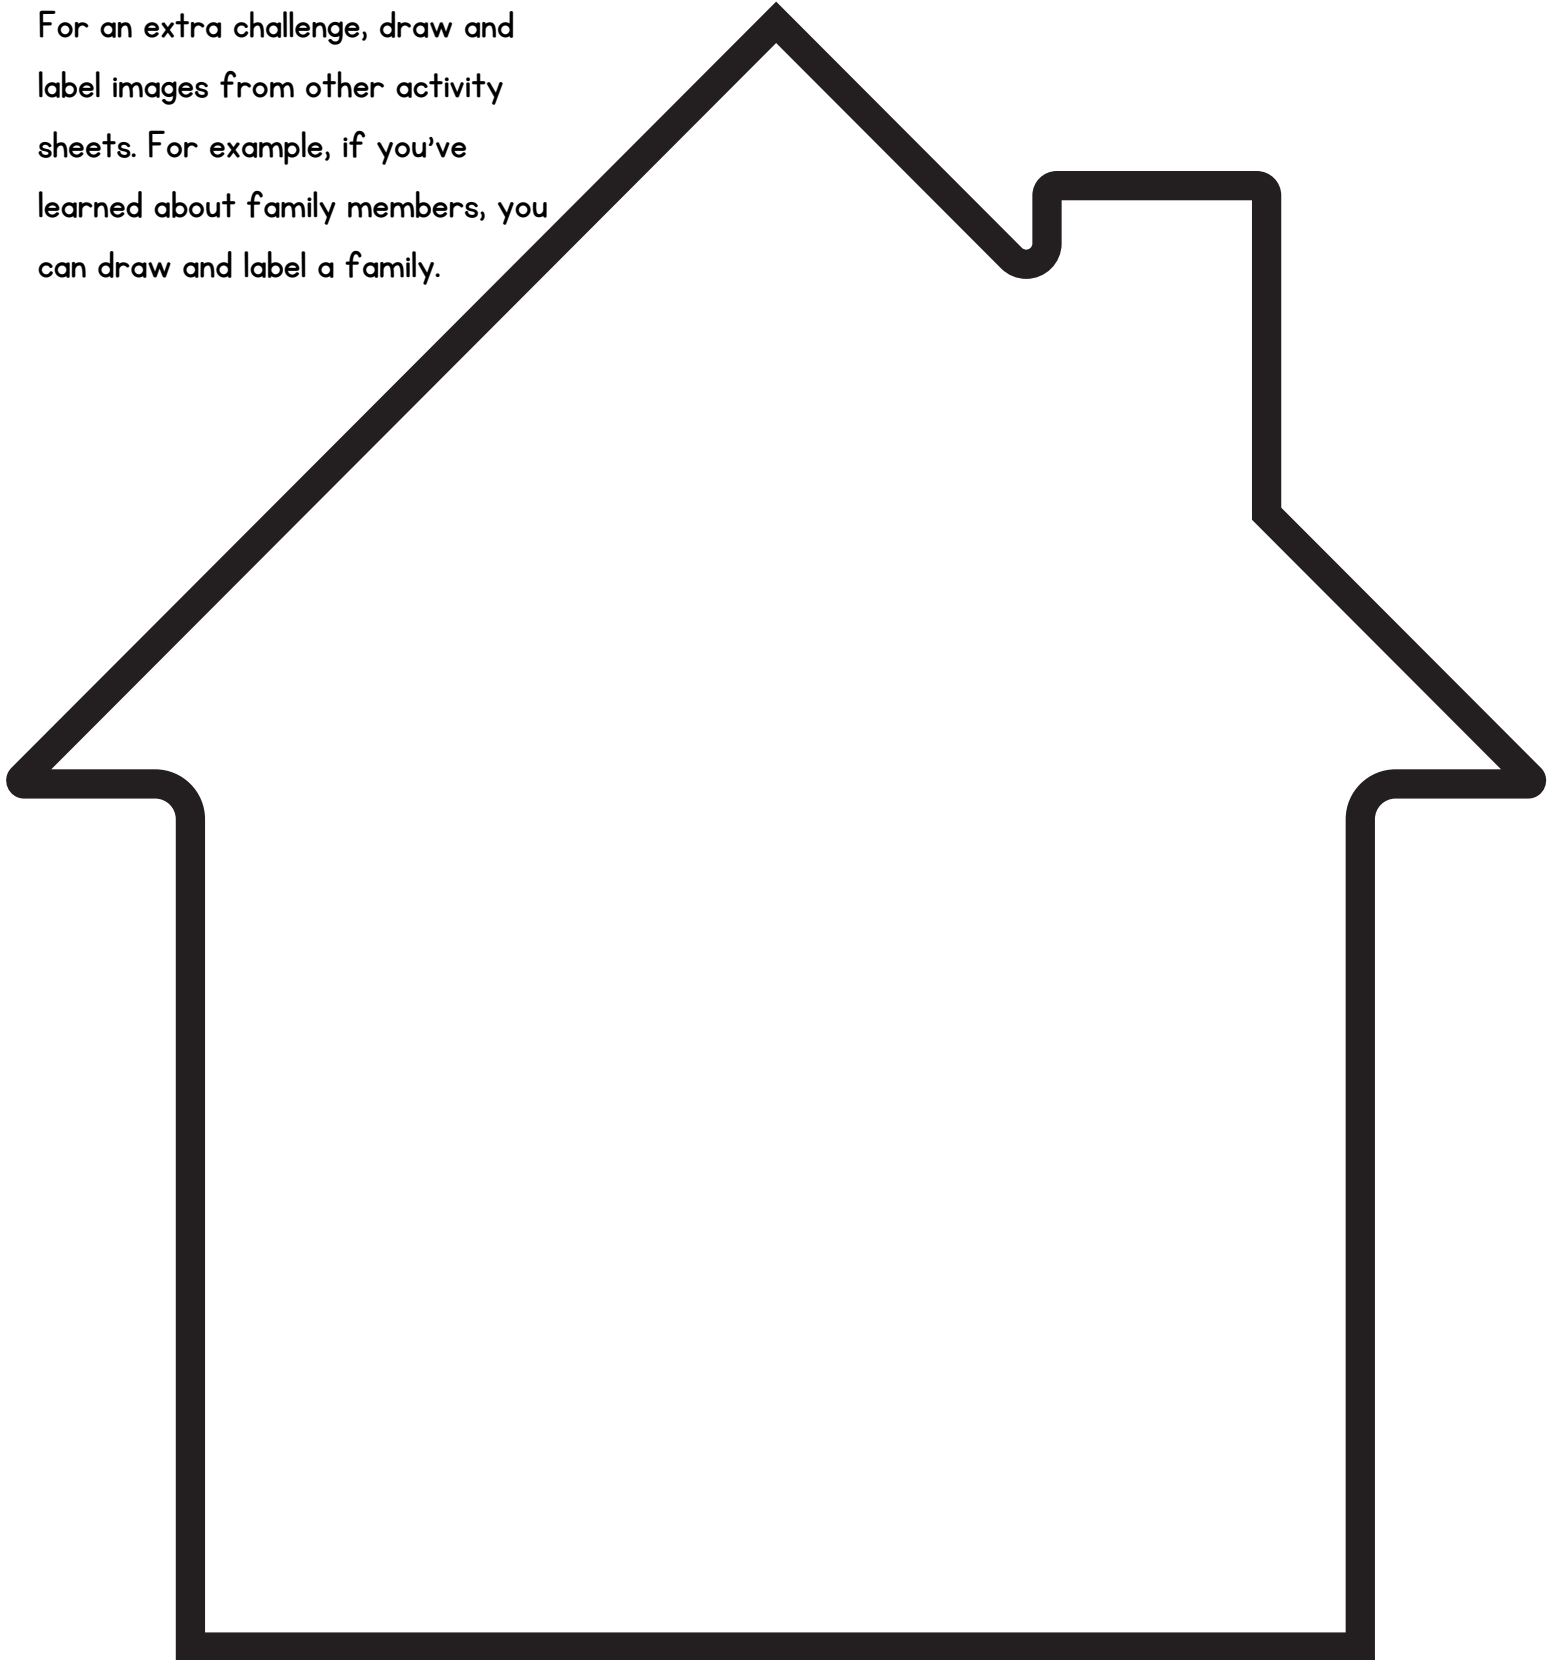 For an extra challenge, draw and
label images from other activity
sheets. For example, if you've
learned about family members, you
can draw and label a family.